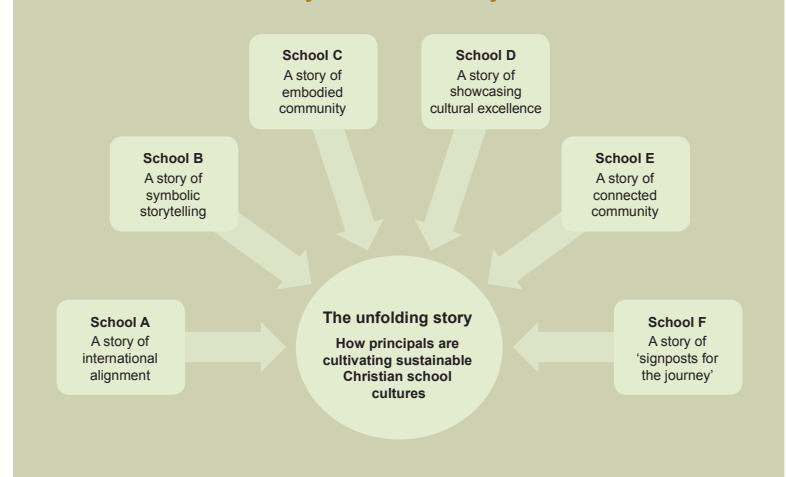 School C
A story of
embodied
community
School D
A story of
showcasing
cultural excellence
School B
A story of
symbolic
storytelling
School E
A story of
connected
community
School A
A story of
international
alignment
The unfolding story
How principals are
cultivating sustainable
Christian school
cultures
School F
A story of
‘signposts for
the journey’